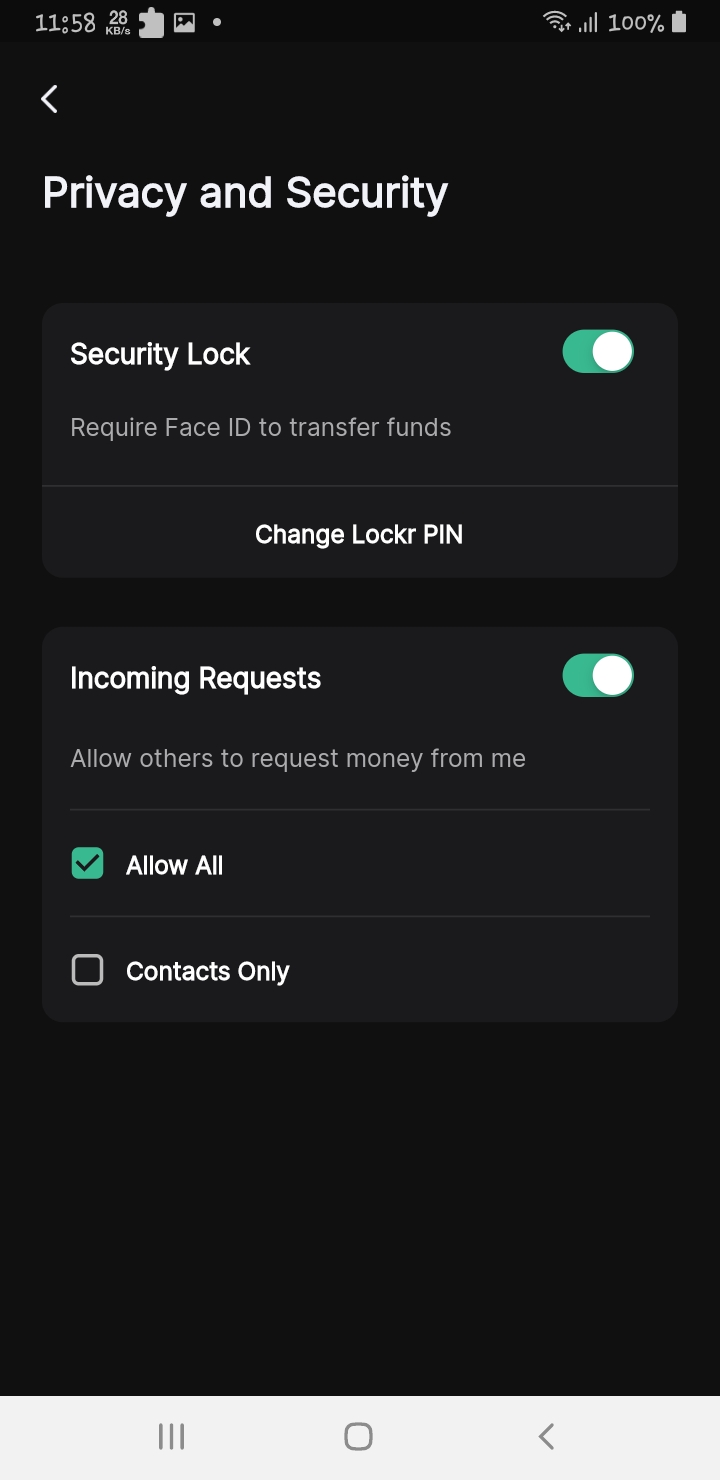 11:58 28 KB/s 100%
Privacy and Security
Security Lock
Require Face ID to transfer funds
Change Lockr PIN
Incoming Requests
Allow others to request money from me
Allow All
Contacts Only